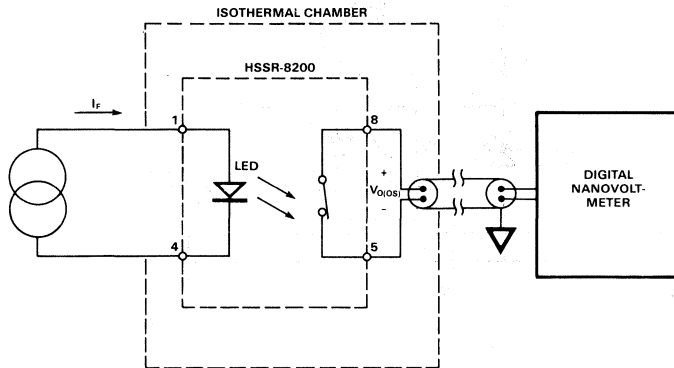 ISOTHERMAL CHAMBER
HSSR-8200
IF
1
8
LED
+
VO(OS)
-
4
5
DIGITAL
NANOVOLT-
METER